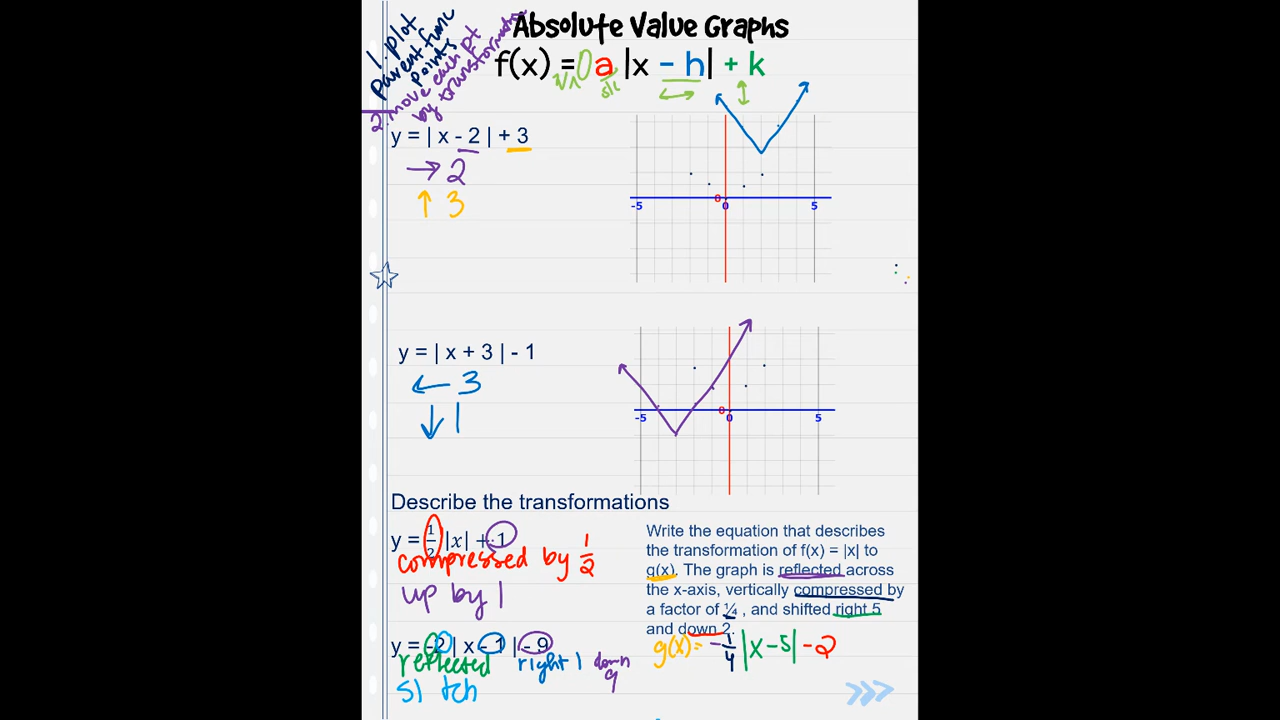 Absolute Value Graphs
1. plot
parent func
points
2) move each pt
by transformation
f(x) = a |x - h| + k
s/c
y = | x - 2 | + 3
→ 2
↑ 3
0
-5 0 5
y = | x + 3 | - 1
← 3
↓ 1
0
-5 0 5
Describe the transformations
y = 1/2 |x| + 1
compressed by 1/2
up by 1
y = -2 | x - 1 | - 9
reflected right 1 down 9
Write the equation that describes
the transformation of f(x) = |x| to
g(x). The graph is reflected across
the x-axis, vertically compressed by
a factor of ¼ , and shifted right 5
and down 2.
g(x) = -1/4 |x - 5| - 2